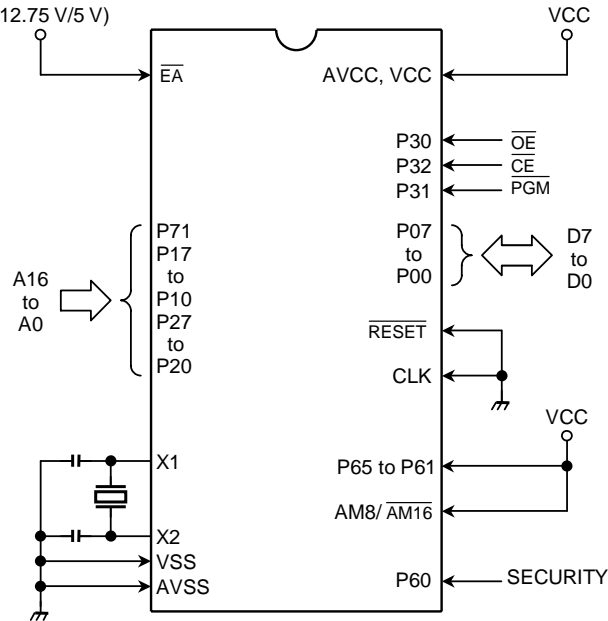 12.75 V/5 V)
VCC
EA
AVCC, VCC
P30
OE
P32
CE
P31
PGM
P71
P17
to
P10
P27
to
P20
A16
to
A0
P07
to
P00
D7
to
D0
RESET
CLK
VCC
X1
P65 to P61
AM8/ AM16
X2
VSS
AVSS
P60
SECURITY